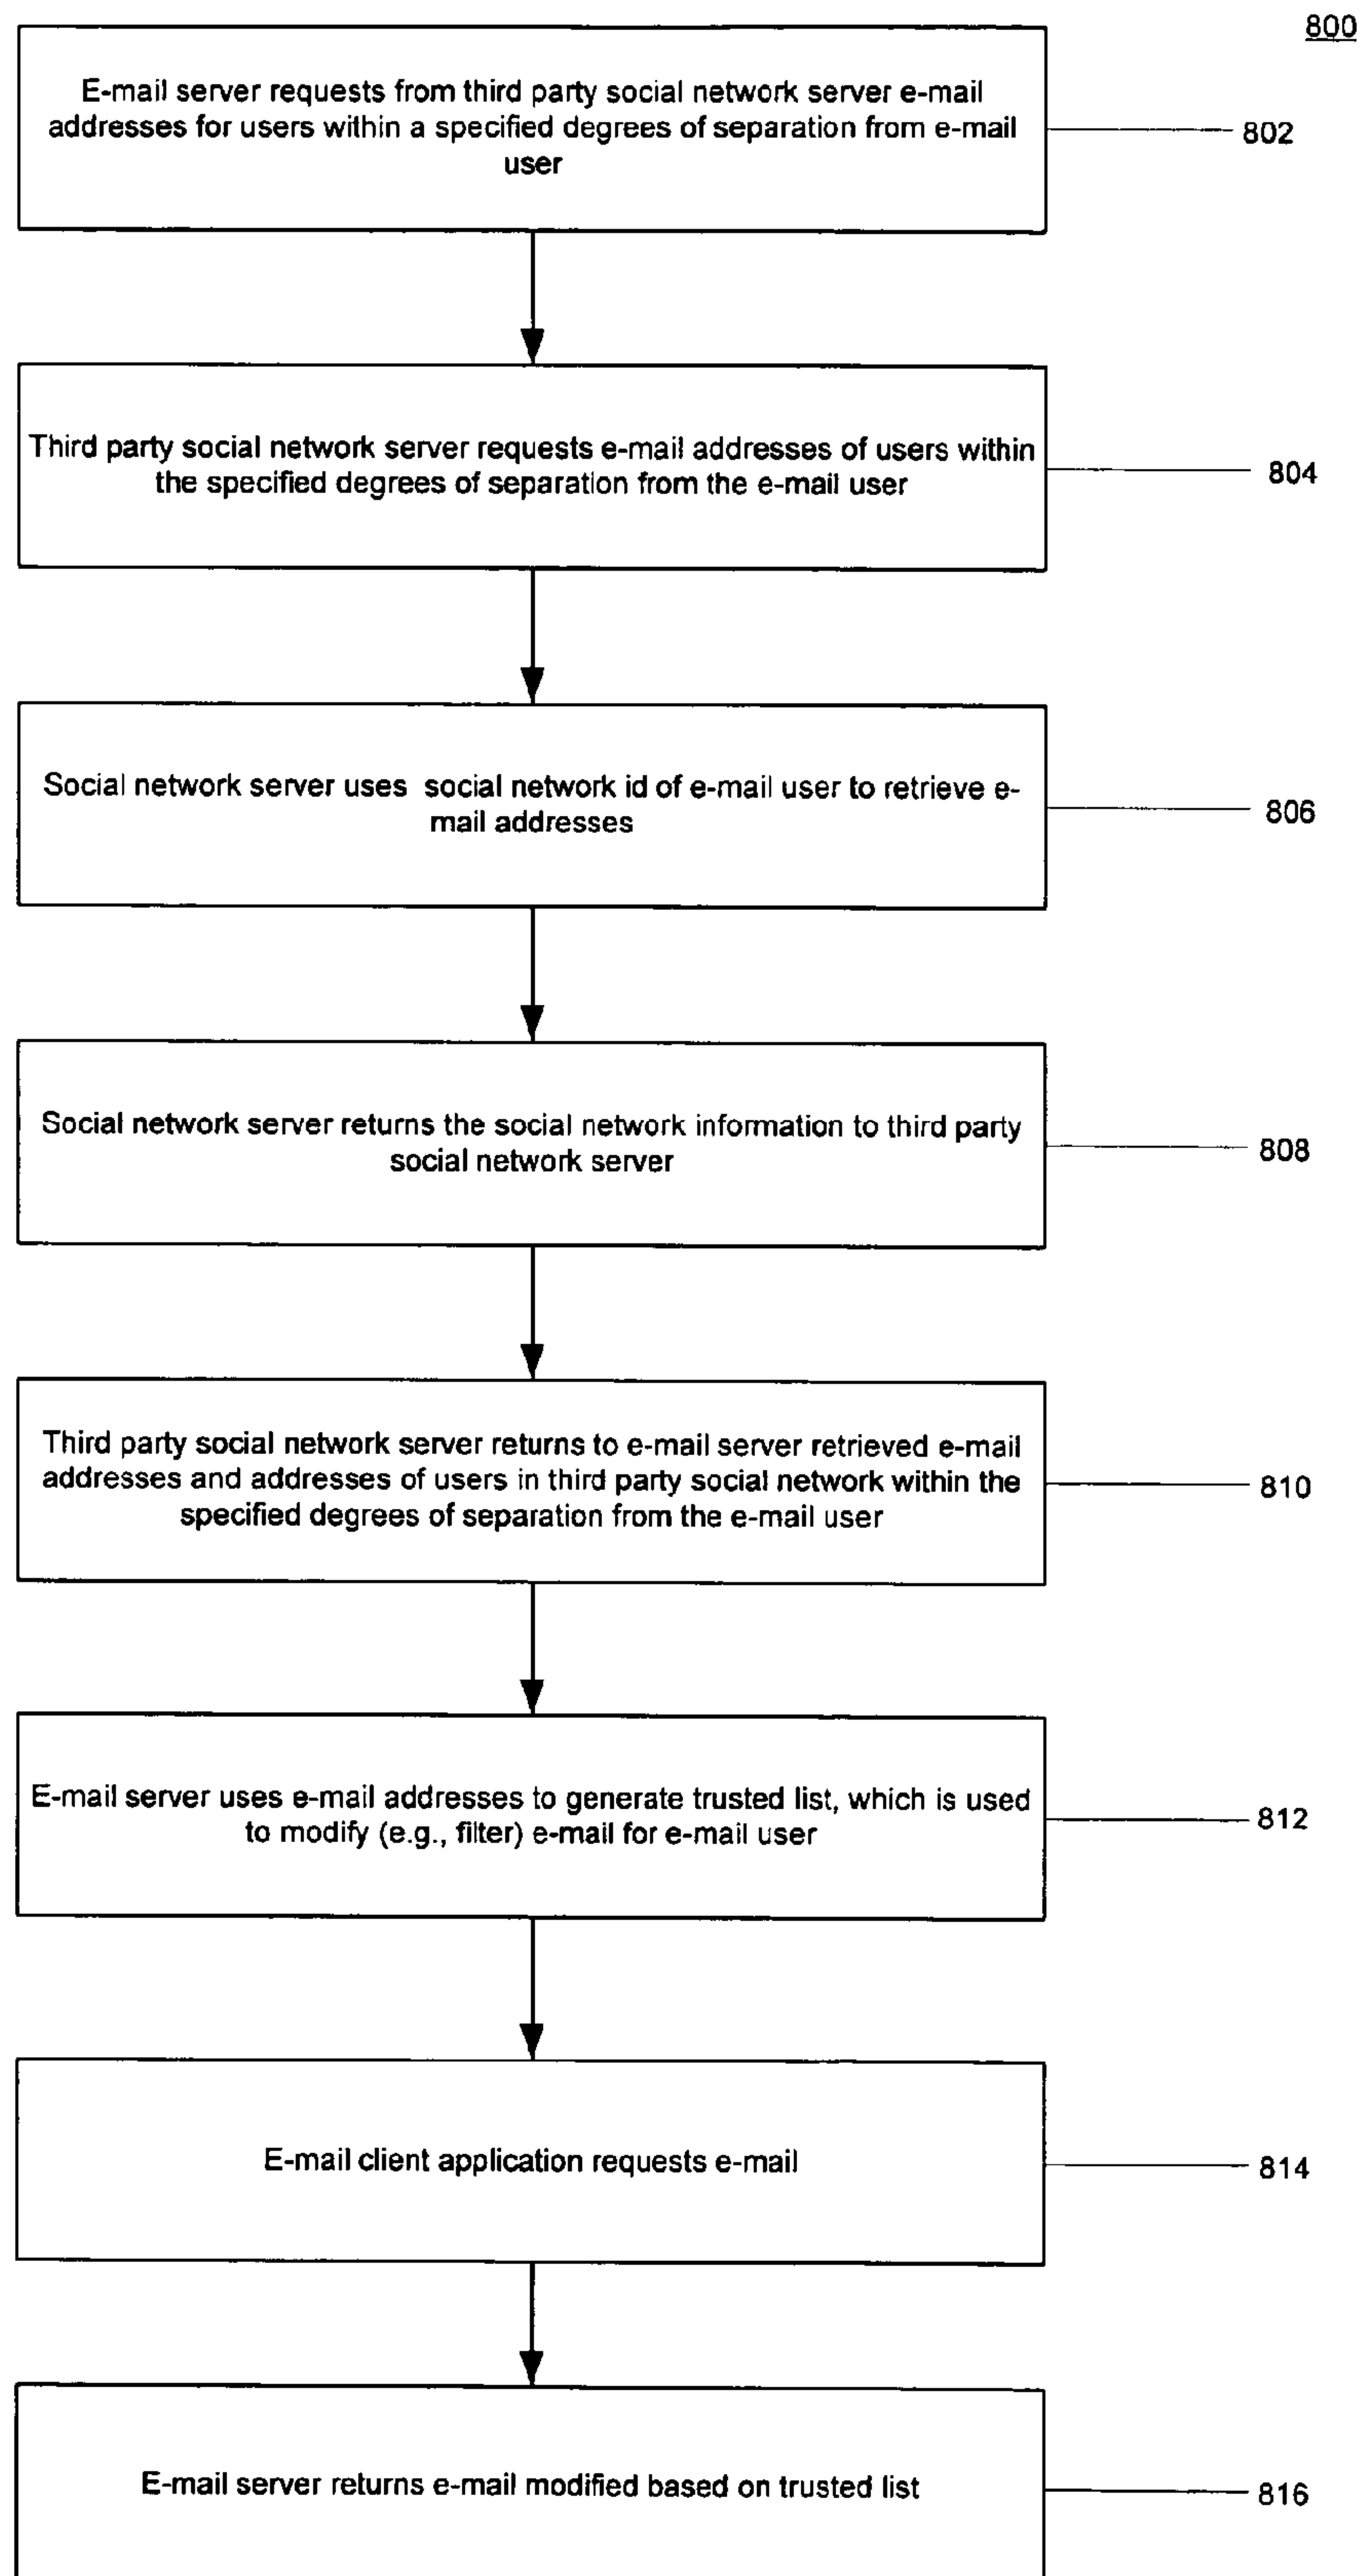 800
E-mail server requests from third party social network server e-mail
addresses for users within a specified degrees of separation from e-mail
user
802
Third party social network server requests e-mail addresses of users within
the specified degrees of separation from the e-mail user
804
Social network server uses social network id of e-mail user to retrieve e-
mail addresses
806
Social network server returns the social network information to third party
social network server
808
Third party social network server returns to e-mail server retrieved e-mail
addresses and addresses of users in third party social network within the
specified degrees of separation from the e-mail user
810
E-mail server uses e-mail addresses to generate trusted list, which is used
to modify (e.g., filter) e-mail for e-mail user
812
E-mail client application requests e-mail
814
E-mail server returns e-mail modified based on trusted list
816